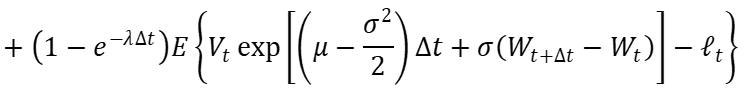 + (1 − e^{−λΔt})E{V_t exp[(μ − σ²/2) Δt + σ(W_{t+Δt} − W_t)] − ℓ_t}